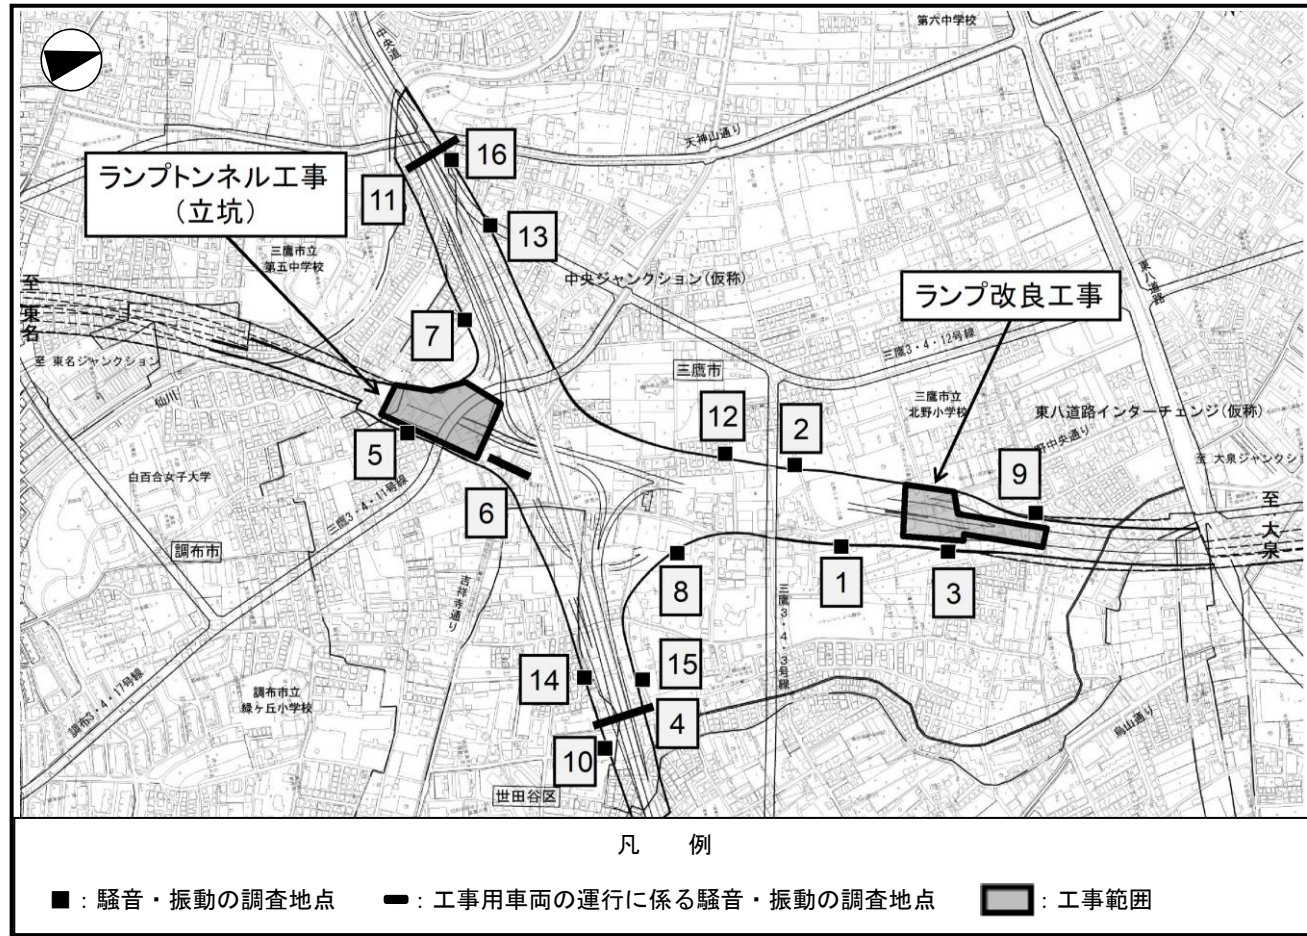 第六中学校
中央道
天神山通り
16
ランプトンネル工事
(立坑)
11
13
三鷹市立
第五中学校
中央ジャンクション(仮称)
東八道路
ランプ改良工事
至
東名
至 東名ジャンクション
7
三鷹3・4・12号線
仙川
三鷹市
三鷹市立
北野小学校
東八道路インターチェンジ(仮称)
12
2
野中央通り
5
9
至 大泉ジャンクショ
白百合女子大学
三鷹3・4・11号線
6
至
大泉
調布市
8
1
3
吉祥寺通り
三鷹3・4・3号線
14
15
調布市立
緑ヶ丘小学校
調布3・4・17号線
4
烏山通り
10
世田谷区
凡 例
■:騒音・振動の調査地点
:工事用車両の運行に係る騒音・振動の調査地点
:工事範囲